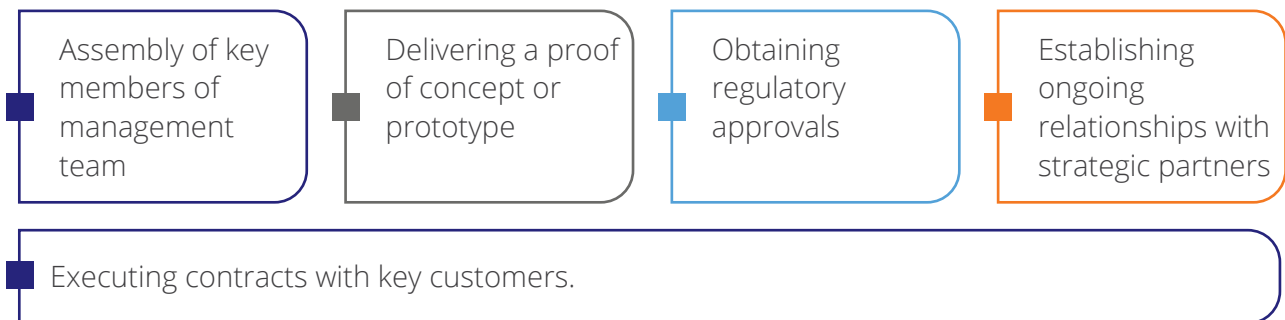 Assembly of key
members of
management
team
Delivering a proof
of concept or
prototype
Obtaining
regulatory
approvals
Establishing
ongoing
relationships with
strategic partners
Executing contracts with key customers.